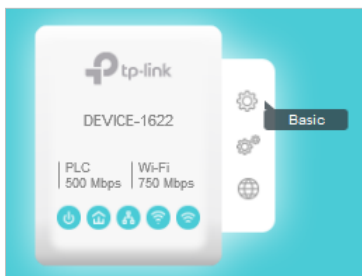 tp-link
DEVICE-1622
Basic
PLC
500 Mbps
Wi-Fi
750 Mbps